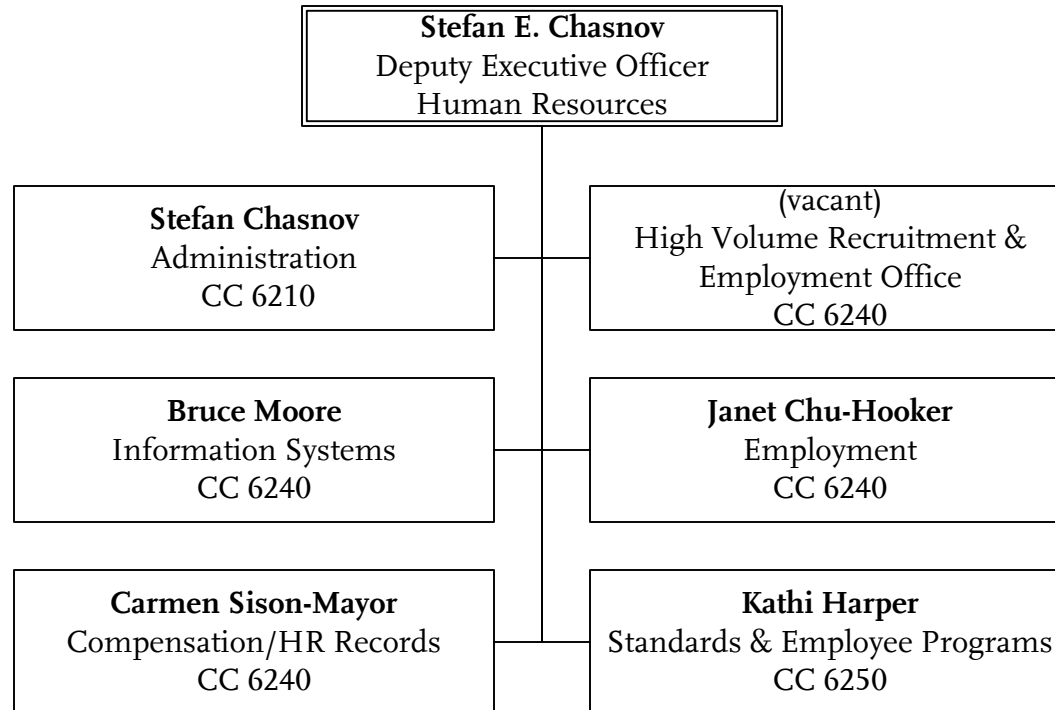 Stefan E. Chasnov
Deputy Executive Officer
Human Resources
Stefan Chasnov
Administration
CC 6210
(vacant)
High Volume Recruitment &
Employment Office
CC 6240
Bruce Moore
Information Systems
CC 6240
Janet Chu-Hooker
Employment
CC 6240
Carmen Sison-Mayor
Compensation/HR Records
CC 6240
Kathi Harper
Standards & Employee Programs
CC 6250